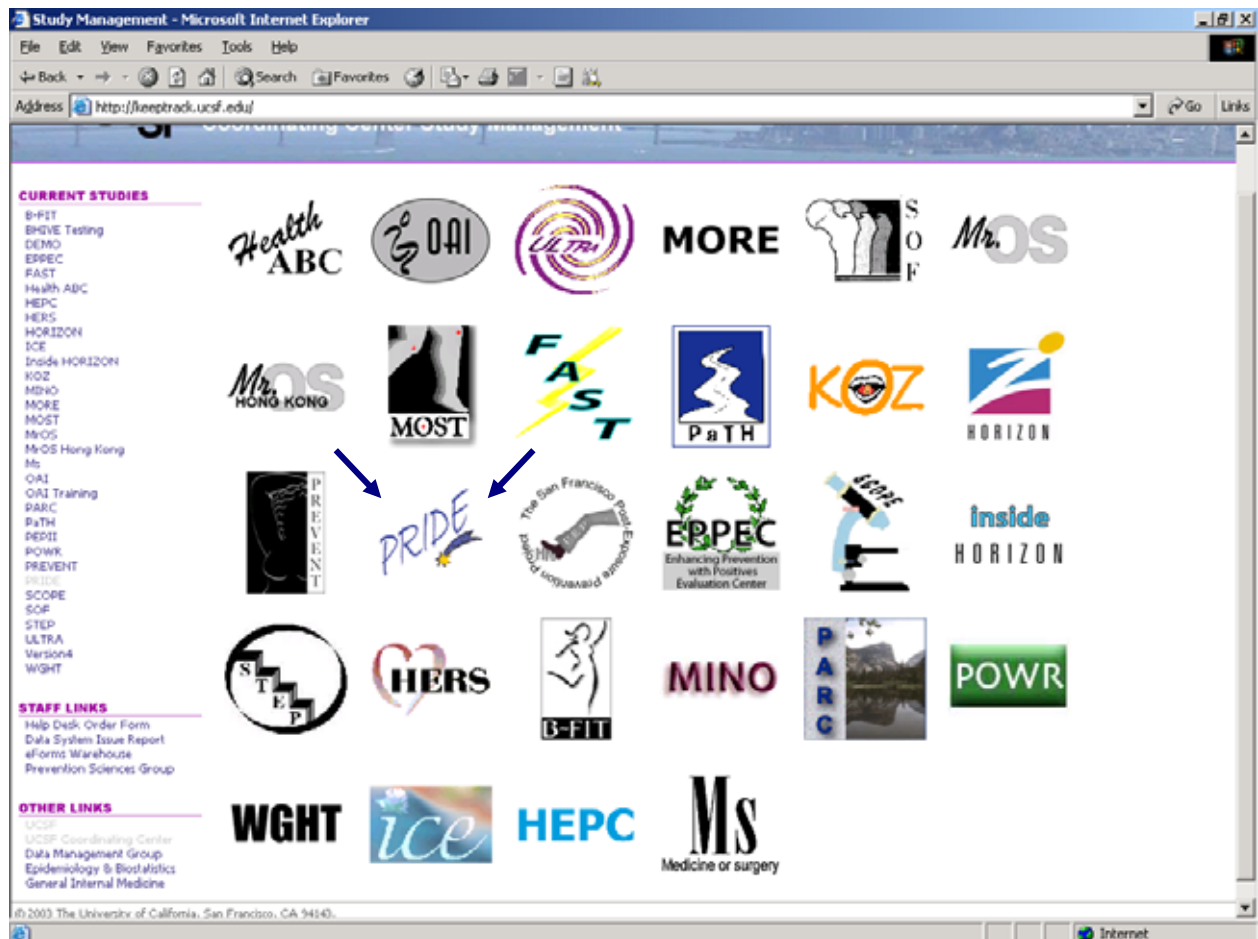 Study Management - Microsoft Internet Explorer
File Edit View Favorites Tools Help
Back Search Favorites
Address http://keeptrack.ucsf.edu/ Go Links
Coordinating Center Study Management
CURRENT STUDIES
B-FIT
BHIVE Testing
DEMO
EPPEC
FAST
Health ABC
HEPC
HERS
HORIZON
ICE
Inside HORIZON
KOZ
MINO
MORE
MOST
MrOS
MrOS Hong Kong
Ms
OAI
OAI Training
PARC
PaTH
PEPII
POWR
PREVENT
PRIDE
SCOPE
SOF
STEP
ULTRA
Version4
WGHT
STAFF LINKS
Help Desk Order Form
Data System Issue Report
eForms Warehouse
Prevention Sciences Group
OTHER LINKS
UCSF
UCSF Coordinating Center
Data Management Group
Epidemiology & Biostatistics
General Internal Medicine
Health
ABC
OAI
ULTRA
MORE
SOF
Mr.OS
Mr.OS
HONG KONG
MOST
FAST
PaTH
KOZ
HORIZON
PREVENT
PRIDE
The San Francisco Post-Exposure Prevention Project
EPPEC
Enhancing Prevention
with Positives
Evaluation Center
SCOPE
inside
HORIZON
STEP
HERS
B-FIT
MINO
PARC
POWR
WGHT
ice
HEPC
Ms
Medicine or surgery
© 2003 The University of California, San Francisco, CA 94143.
Internet